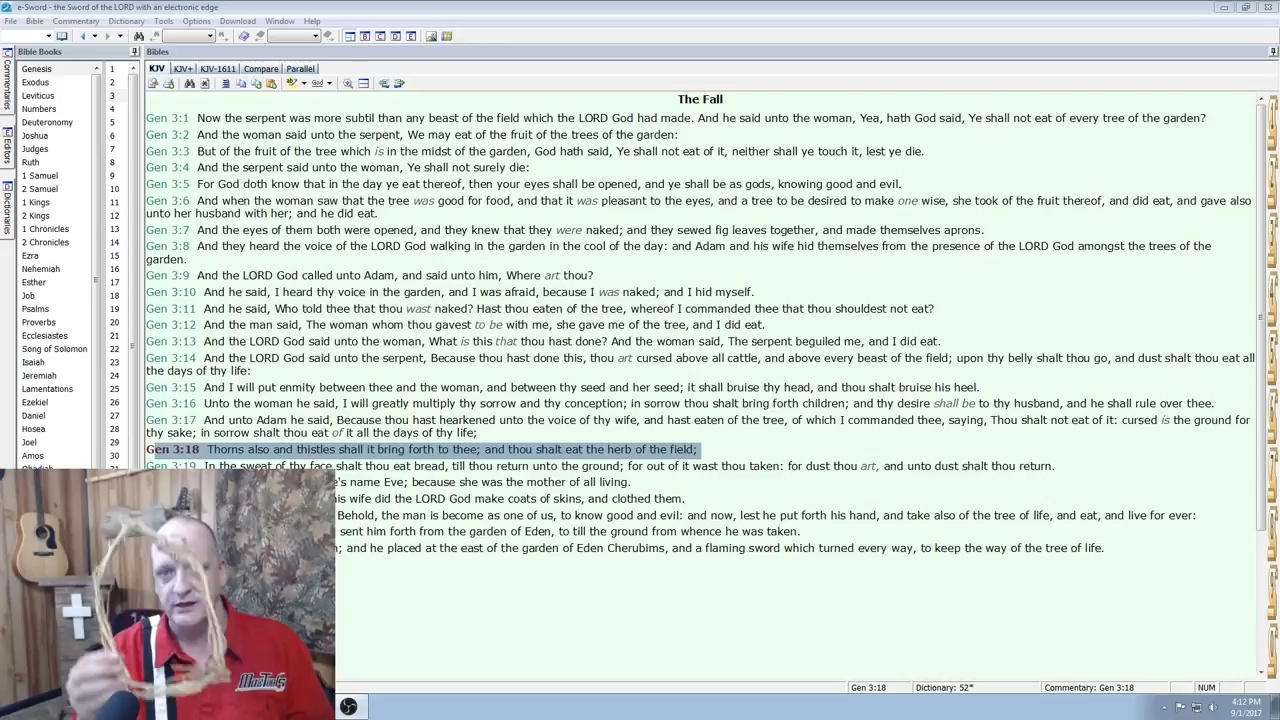 e-Sword - the Sword of the LORD with an electronic edge
File Bible Commentary Dictionary Tools Options Download Window Help
Bible Books
Bibles
KJV KJV+ KJV-1611 Compare Parallel
Commentaries
Editors
Dictionaries
Genesis 1
Exodus 2
Leviticus 3
Numbers 4
Deuteronomy 5
Joshua 6
Judges 7
Ruth 8
1 Samuel 9
2 Samuel 10
1 Kings 11
2 Kings 12
1 Chronicles 13
2 Chronicles 14
Ezra 15
Nehemiah 16
Esther 17
Job 18
Psalms 19
Proverbs 20
Ecclesiastes 21
Song of Solomon 22
Isaiah 23
Jeremiah 24
Lamentations 25
Ezekiel 26
Daniel 27
Hosea 28
Joel 29
Amos 30
God
The Fall
Gen 3:1 Now the serpent was more subtil than any beast of the field which the LORD God had made. And he said unto the woman, Yea, hath God said, Ye shall not eat of every tree of the garden?
Gen 3:2 And the woman said unto the serpent, We may eat of the fruit of the trees of the garden:
Gen 3:3 But of the fruit of the tree which is in the midst of the garden, God hath said, Ye shall not eat of it, neither shall ye touch it, lest ye die.
Gen 3:4 And the serpent said unto the woman, Ye shall not surely die:
Gen 3:5 For God doth know that in the day ye eat thereof, then your eyes shall be opened, and ye shall be as gods, knowing good and evil.
Gen 3:6 And when the woman saw that the tree was good for food, and that it was pleasant to the eyes, and a tree to be desired to make one wise, she took of the fruit thereof, and did eat, and gave also
unto her husband with her; and he did eat.
Gen 3:7 And the eyes of them both were opened, and they knew that they were naked; and they sewed fig leaves together, and made themselves aprons.
Gen 3:8 And they heard the voice of the LORD God walking in the garden in the cool of the day: and Adam and his wife hid themselves from the presence of the LORD God amongst the trees of the
garden.
Gen 3:9 And the LORD God called unto Adam, and said unto him, Where art thou?
Gen 3:10 And he said, I heard thy voice in the garden, and I was afraid, because I was naked; and I hid myself.
Gen 3:11 And he said, Who told thee that thou wast naked? Hast thou eaten of the tree, whereof I commanded thee that thou shouldest not eat?
Gen 3:12 And the man said, The woman whom thou gavest to be with me, she gave me of the tree, and I did eat.
Gen 3:13 And the LORD God said unto the woman, What is this that thou hast done? And the woman said, The serpent beguiled me, and I did eat.
Gen 3:14 And the LORD God said unto the serpent, Because thou hast done this, thou art cursed above all cattle, and above every beast of the field; upon thy belly shalt thou go, and dust shalt thou eat all
the days of thy life:
Gen 3:15 And I will put enmity between thee and the woman, and between thy seed and her seed; it shall bruise thy head, and thou shalt bruise his heel.
Gen 3:16 Unto the woman he said, I will greatly multiply thy sorrow and thy conception; in sorrow thou shalt bring forth children; and thy desire shall be to thy husband, and he shall rule over thee.
Gen 3:17 And unto Adam he said, Because thou hast hearkened unto the voice of thy wife, and hast eaten of the tree, of which I commanded thee, saying, Thou shalt not eat of it: cursed is the ground for
thy sake; in sorrow shalt thou eat of it all the days of thy life;
Gen 3:18 Thorns also and thistles shall it bring forth to thee; and thou shalt eat the herb of the field;
Gen 3:19 In the sweat of thy face shalt thou eat bread, till thou return unto the ground; for out of it wast thou taken: for dust thou art, and unto dust shalt thou return.
e's name Eve; because she was the mother of all living.
his wife did the LORD God make coats of skins, and clothed them.
Behold, the man is become as one of us, to know good and evil: and now, lest he put forth his hand, and take also of the tree of life, and eat, and live for ever:
sent him forth from the garden of Eden, to till the ground from whence he was taken.
; and he placed at the east of the garden of Eden Cherubims, and a flaming sword which turned every way, to keep the way of the tree of life.
Gen 3:18 Dictionary: 52* Commentary: Gen 3:18 NUM
4:12 PM
9/1/2017